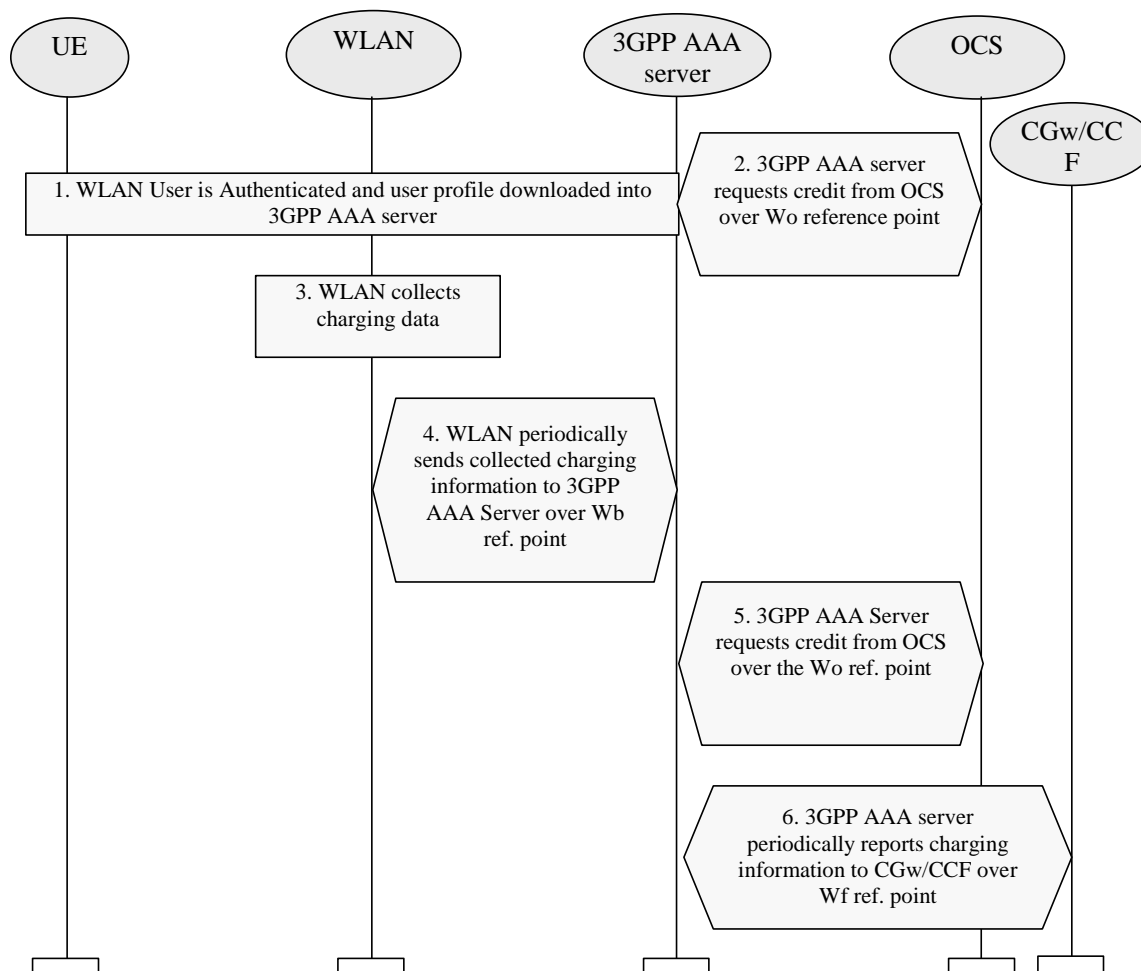 UE
WLAN
3GPP AAA
server
OCS
CGw/CC
F
1. WLAN User is Authenticated and user profile downloaded into
3GPP AAA server
2. 3GPP AAA server
requests credit from OCS
over Wo reference point
3. WLAN collects
charging data
4. WLAN periodically
sends collected charging
information to 3GPP
AAA Server over Wb
ref. point
5. 3GPP AAA Server
requests credit from OCS
over the Wo ref. point
6. 3GPP AAA server
periodically reports charging
information to CGw/CCF over
Wf ref. point